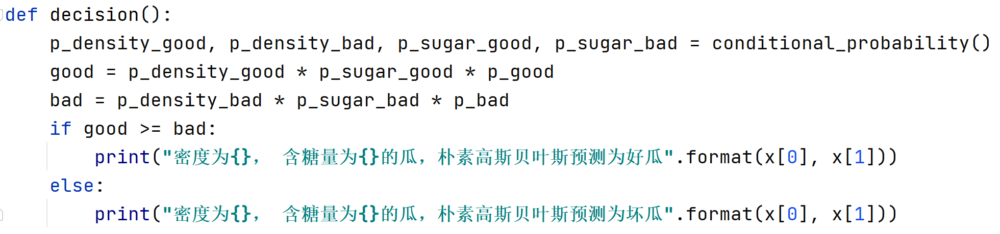 def decision():
    p_density_good, p_density_bad, p_sugar_good, p_sugar_bad = conditional_probability()
    good = p_density_good * p_sugar_good * p_good
    bad = p_density_bad * p_sugar_bad * p_bad
    if good >= bad:
        print("密度为{}， 含糖量为{}的瓜，朴素高斯贝叶斯预测为好瓜".format(x[0], x[1]))
    else:
        print("密度为{}， 含糖量为{}的瓜，朴素高斯贝叶斯预测为坏瓜".format(x[0], x[1]))